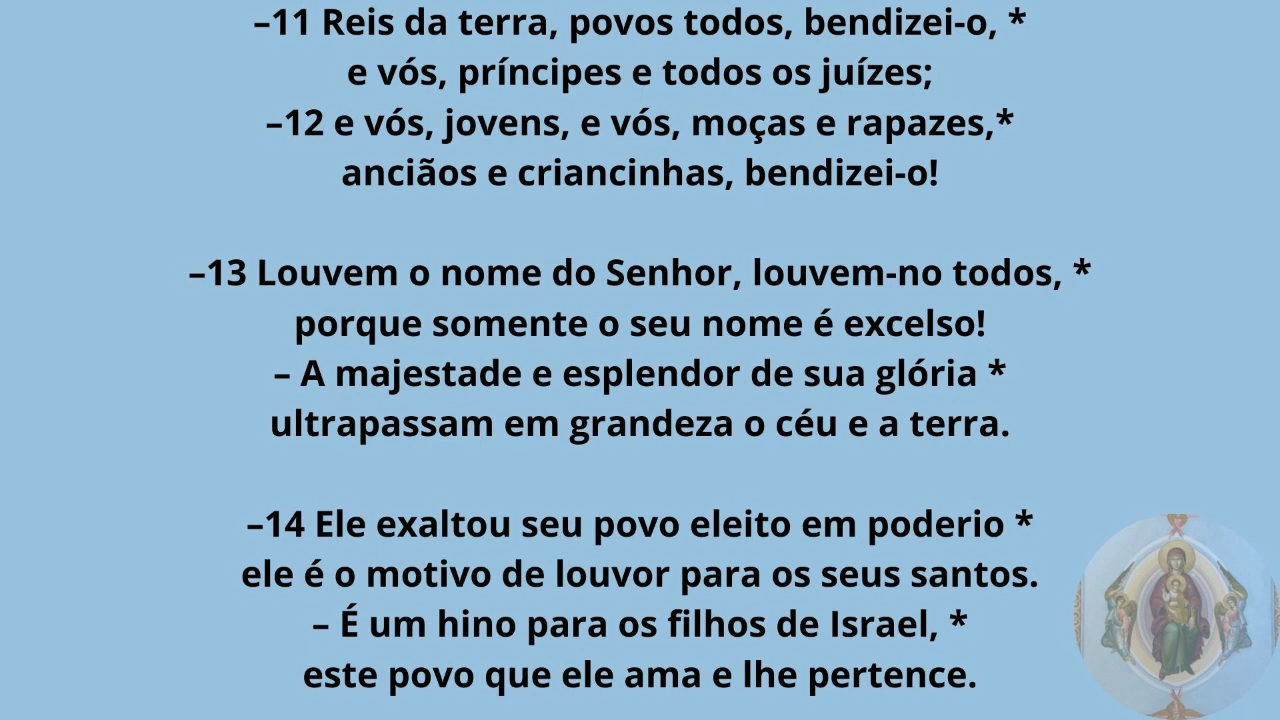 –11 Reis da terra, povos todos, bendizei-o, *
e vós, príncipes e todos os juízes;
–12 e vós, jovens, e vós, moças e rapazes,*
anciãos e criancinhas, bendizei-o!
–13 Louvem o nome do Senhor, louvem-no todos, *
porque somente o seu nome é excelso!
– A majestade e esplendor de sua glória *
ultrapassam em grandeza o céu e a terra.
–14 Ele exaltou seu povo eleito em poderio *
ele é o motivo de louvor para os seus santos.
– É um hino para os filhos de Israel, *
este povo que ele ama e lhe pertence.